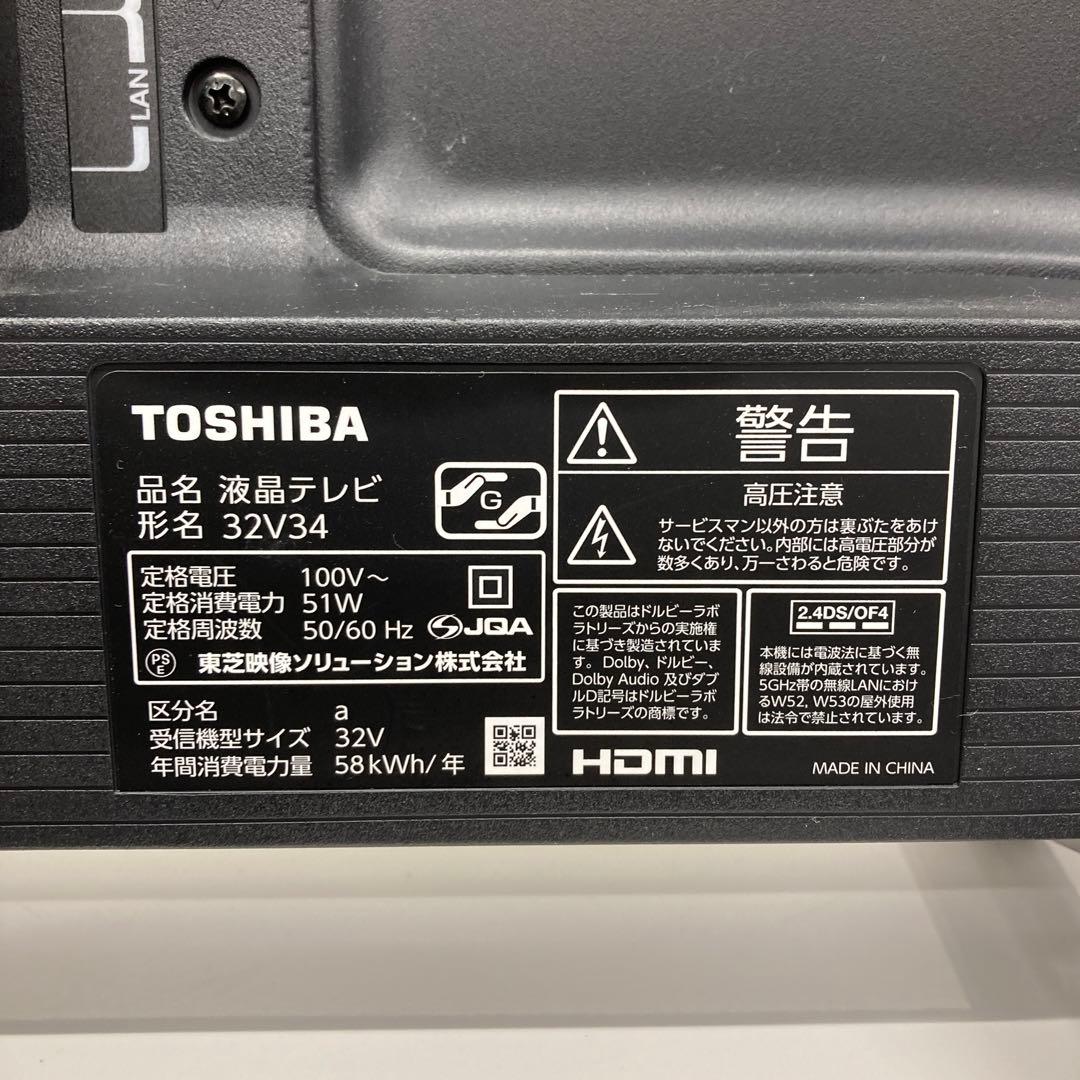 LAN
TOSHIBA
品名 液晶テレビ
形名 32V34
G
定格電圧 100V～
定格消費電力 51W
定格周波数 50/60 Hz
JQA
PS
E
東芝映像ソリューション株式会社
区分名 a
受信機型サイズ 32V
年間消費電力量 58kWh/年
警告
高圧注意
サービスマン以外の方は裏ぶたをあけ
ないでください。内部には高電圧部分が
数多くあり、万一さわると危険です。
この製品はドルビーラボ
ラトリーズからの実施権
に基づき製造されていま
す。Dolby、ドルビー、
Dolby Audio 及びダブ
ルD記号はドルビーラボ
ラトリーズの商標です。
2.4DS/OF4
本機には電波法に基づく無
線設備が内蔵されています。
5GHz帯の無線LANにおけ
るW52, W53の屋外使用
は法令で禁止されています。
HDMI
MADE IN CHINA